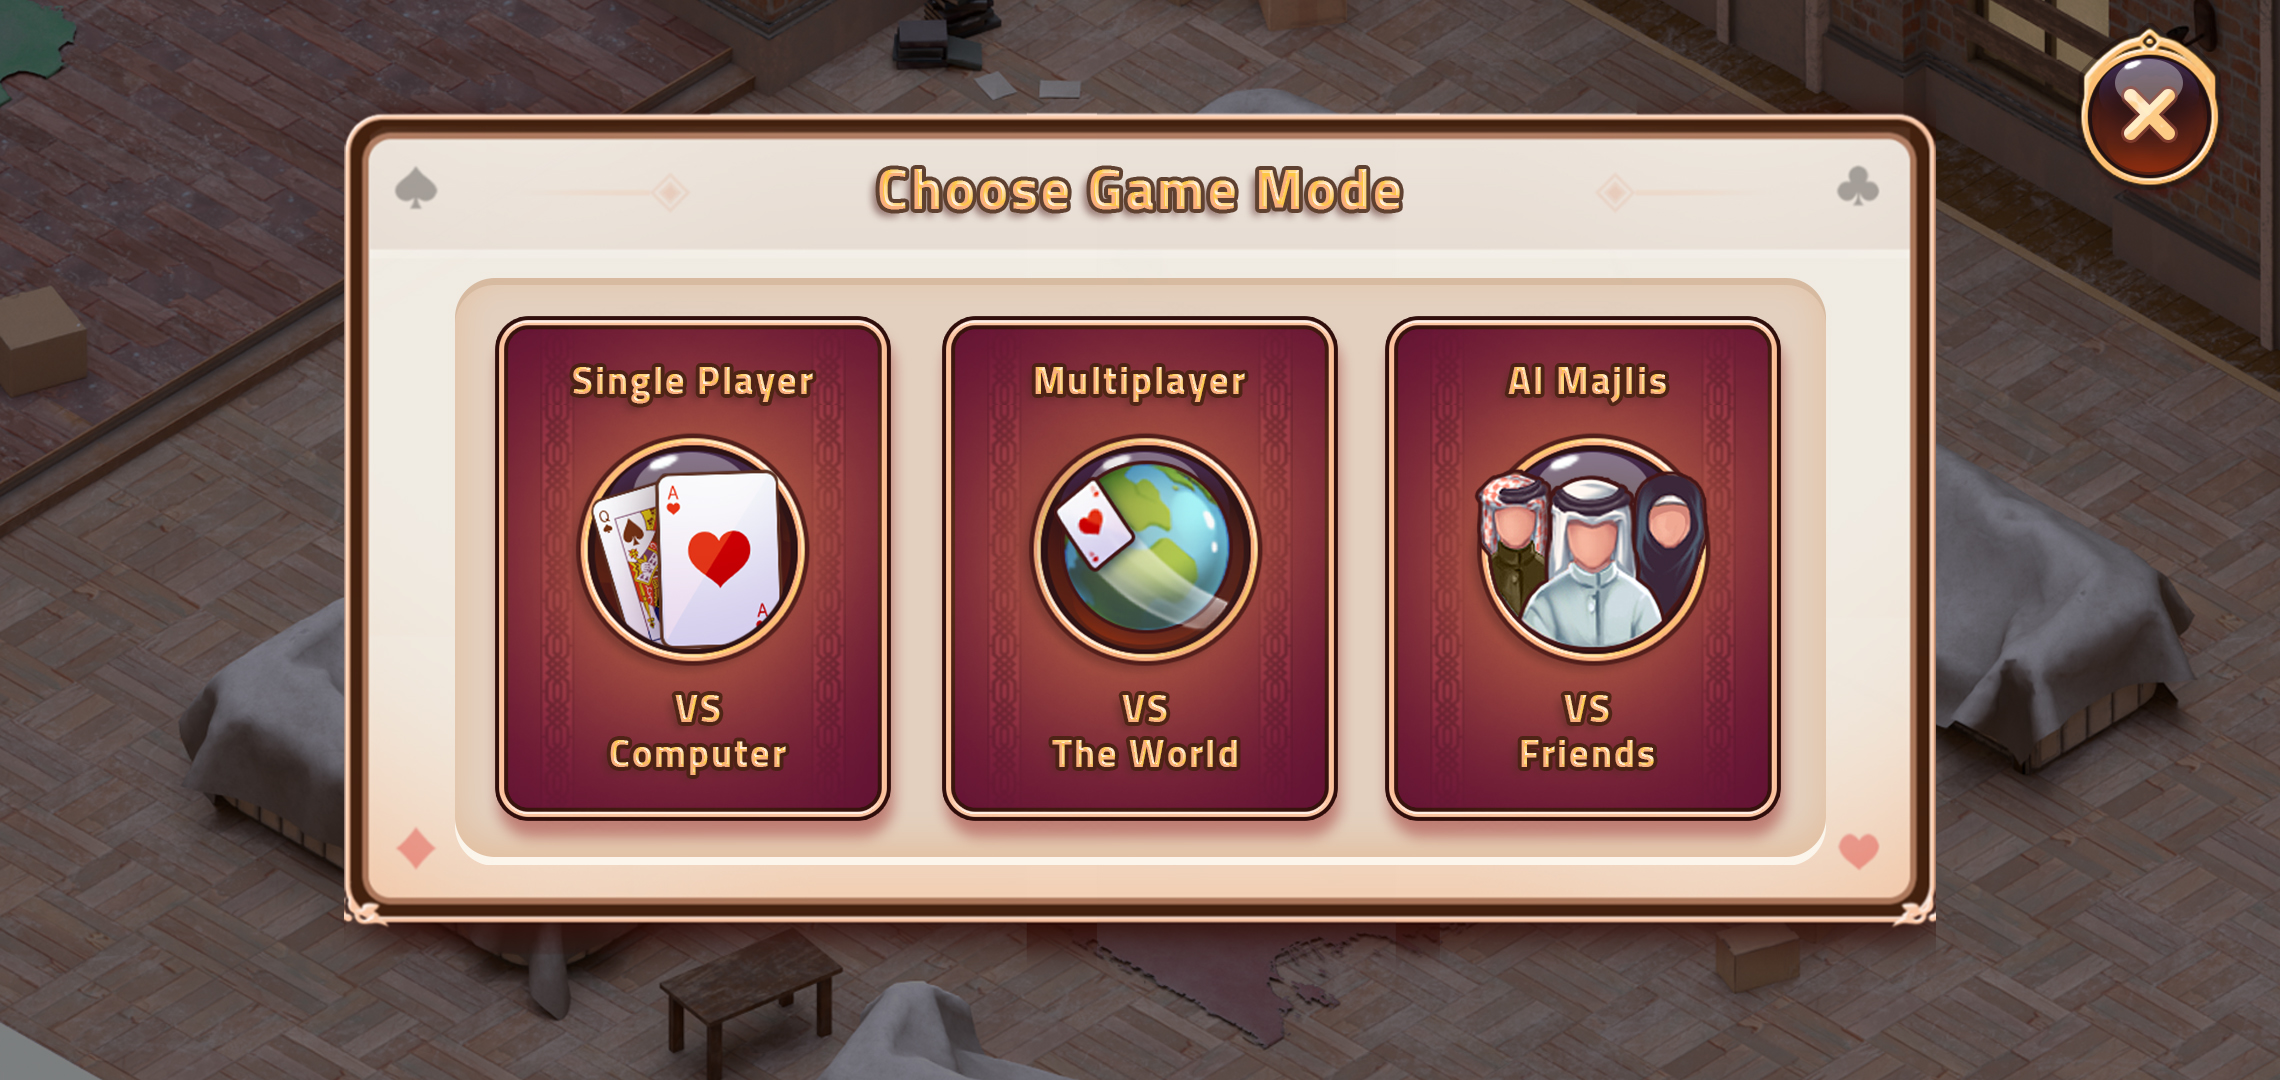 Choose Game Mode
Single Player
Q
A
A
VS
Computer
Multiplayer
VS
The World
Al Majlis
VS
Friends